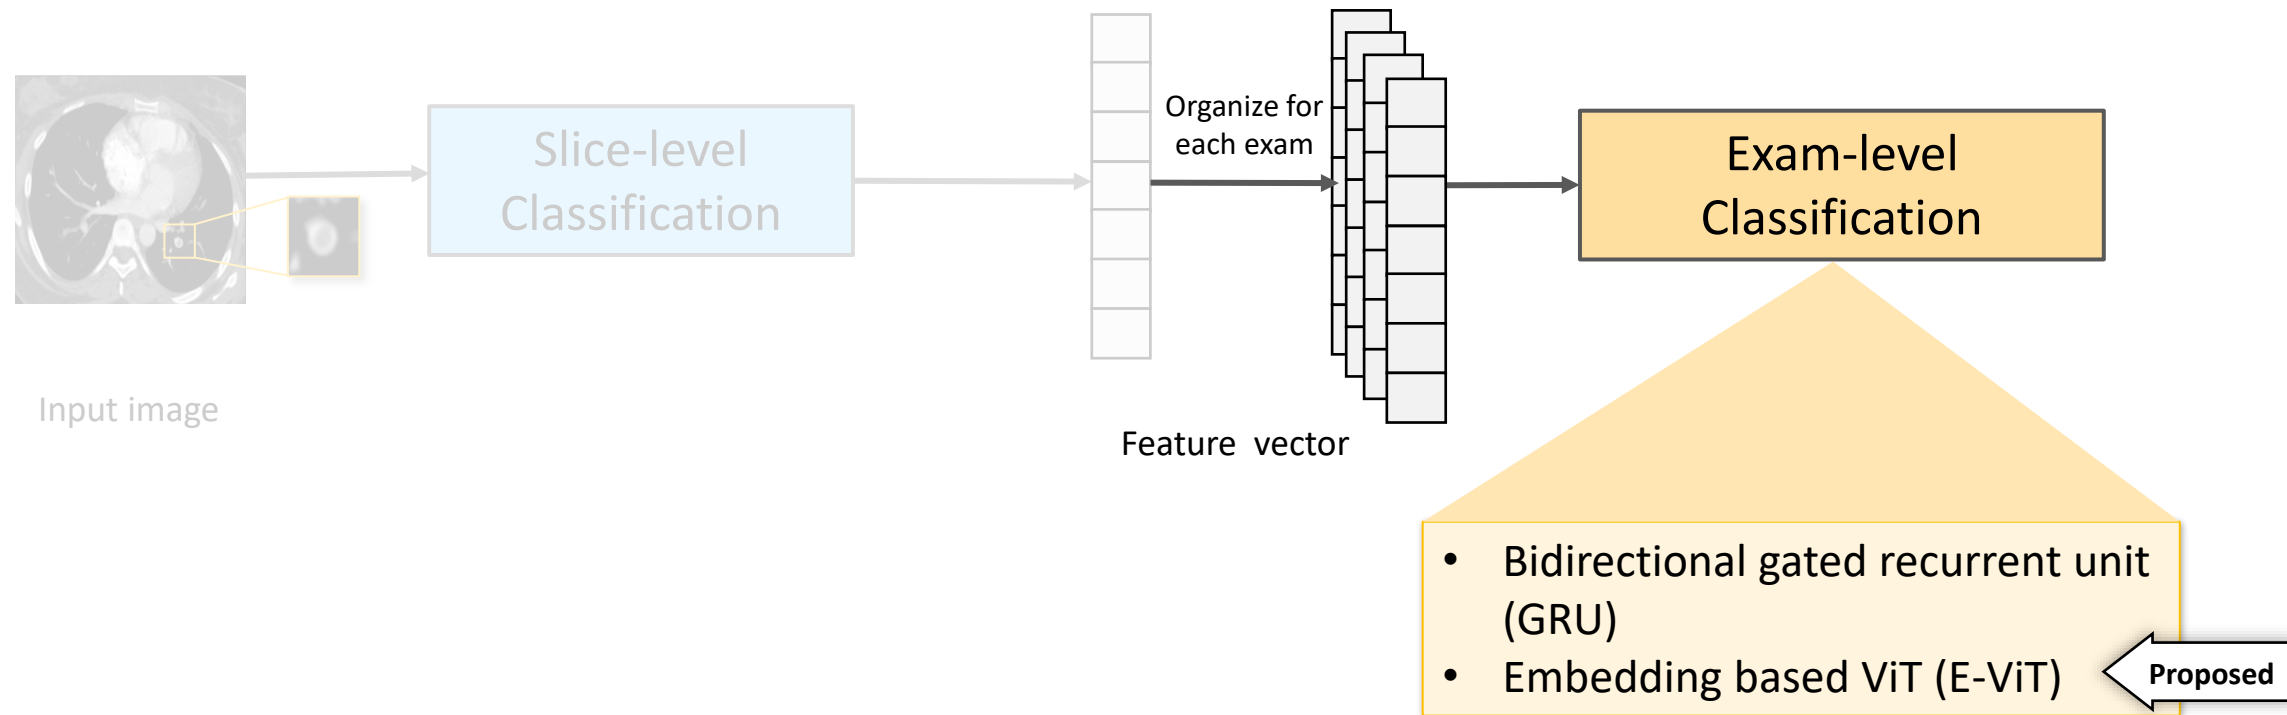 Slice-level
Classification
Organize for
each exam
Exam-level
Classification
Input image
Feature vector
• Bidirectional gated recurrent unit
(GRU)
• Embedding based ViT (E-ViT)
Proposed